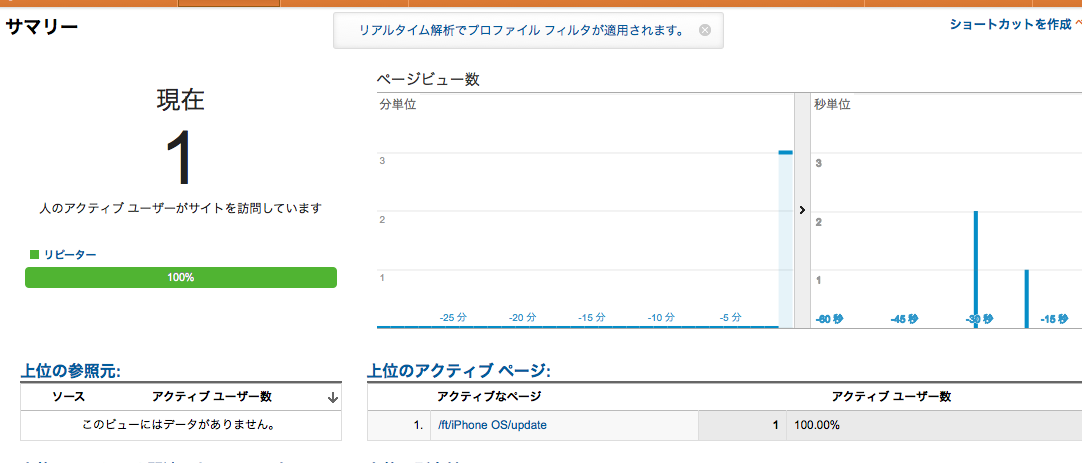 サマリー
リアルタイム解析でプロファイル フィルタが適用されます。
ショートカットを作成
現在
1
人のアクティブ ユーザーがサイトを訪問しています
リピーター
100%
ページビュー数
分単位
3
2
1
-25 分 -20 分 -15 分 -10 分 -5 分
秒単位
3
2
1
-60 秒 -45 秒 -30 秒 -15 秒
上位の参照元:
ソース アクティブ ユーザー数
このビューにはデータがありません。
上位のアクティブ ページ:
アクティブなページ アクティブ ユーザー数
1. /ft/iPhone OS/update 1 100.00%